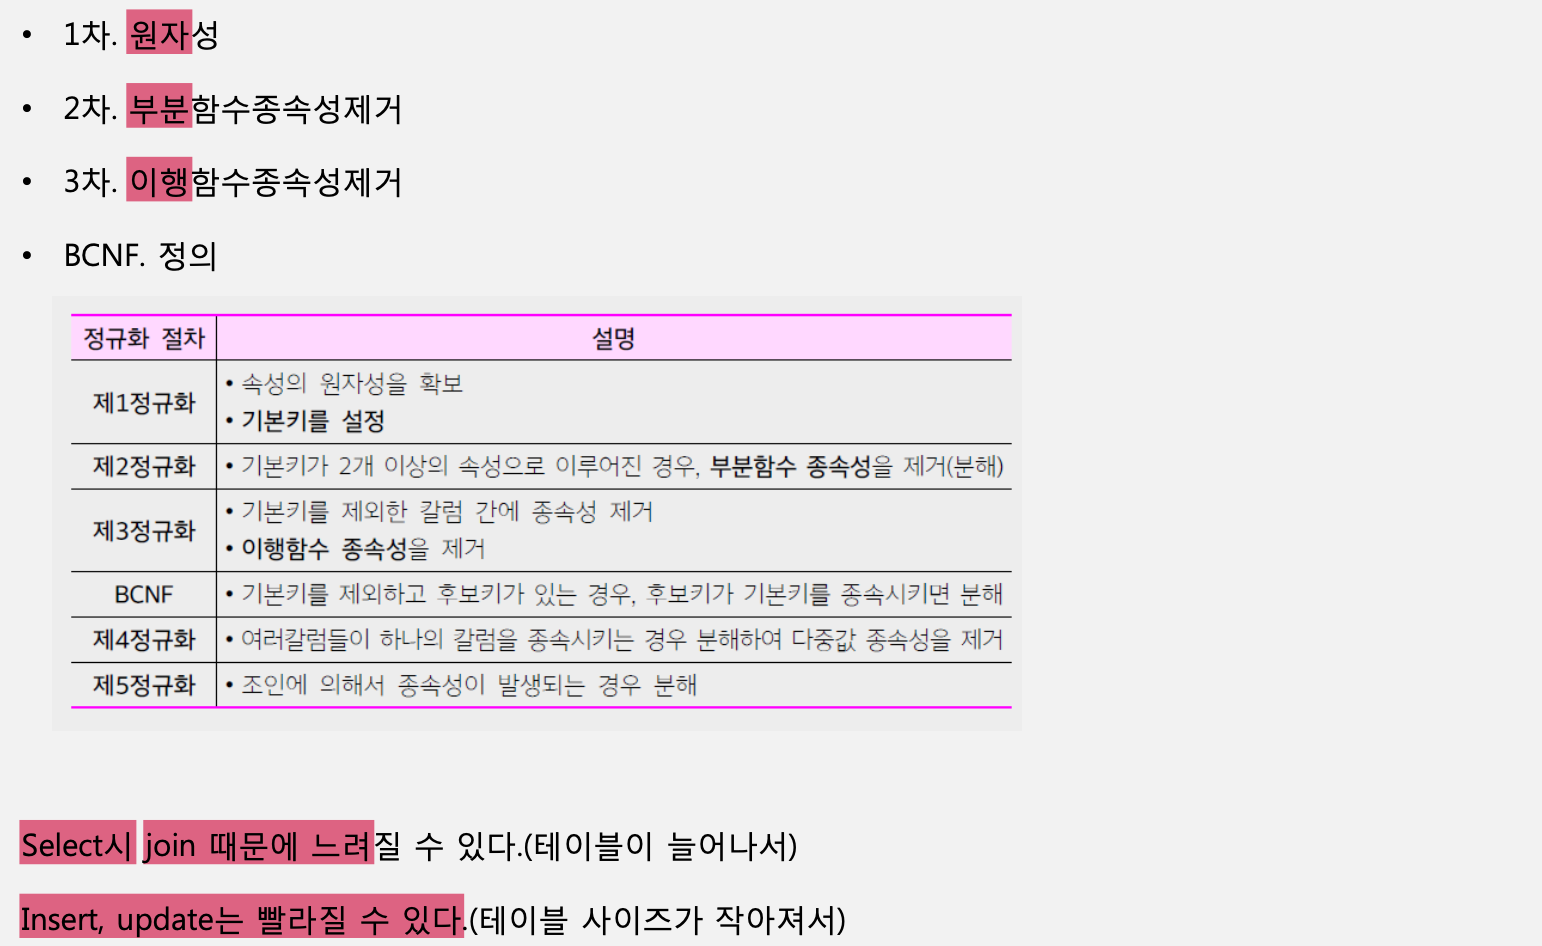 • 1차. 원자성
• 2차. 부분함수종속성제거
• 3차. 이행함수종속성제거
• BCNF. 정의
정규화 절차 설명
제1정규화
• 속성의 원자성을 확보
• 기본키를 설정
제2정규화 • 기본키가 2개 이상의 속성으로 이루어진 경우, 부분함수 종속성을 제거(분해)
제3정규화
• 기본키를 제외한 칼럼 간에 종속성 제거
• 이행함수 종속성을 제거
BCNF • 기본키를 제외하고 후보키가 있는 경우, 후보키가 기본키를 종속시키면 분해
제4정규화 • 여러칼럼들이 하나의 칼럼을 종속시키는 경우 분해하여 다중값 종속성을 제거
제5정규화 • 조인에 의해서 종속성이 발생되는 경우 분해
Select시 join 때문에 느려질 수 있다.(테이블이 늘어나서)
Insert, update는 빨라질 수 있다.(테이블 사이즈가 작아져서)